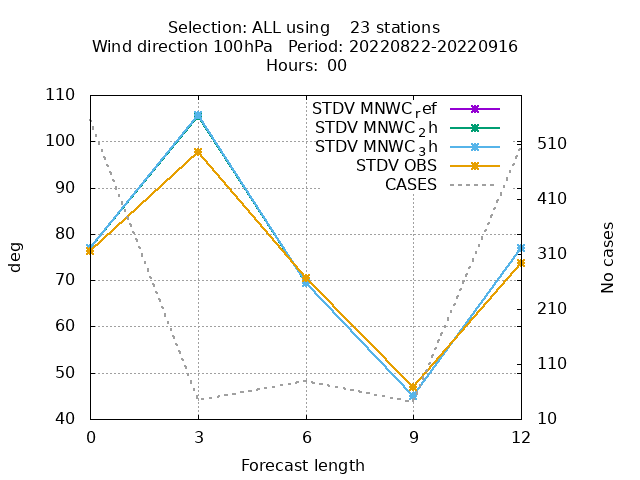 Selection: ALL using 23 stations
Wind direction 100hPa Period: 20220822-20220916
Hours: 00
110
100
90
80
70
60
50
40
deg
STDV MNWC_ref
STDV MNWC_2h
STDV MNWC_3h
STDV OBS
CASES
510
410
310
210
110
10
No cases
0 3 6 9 12
Forecast length